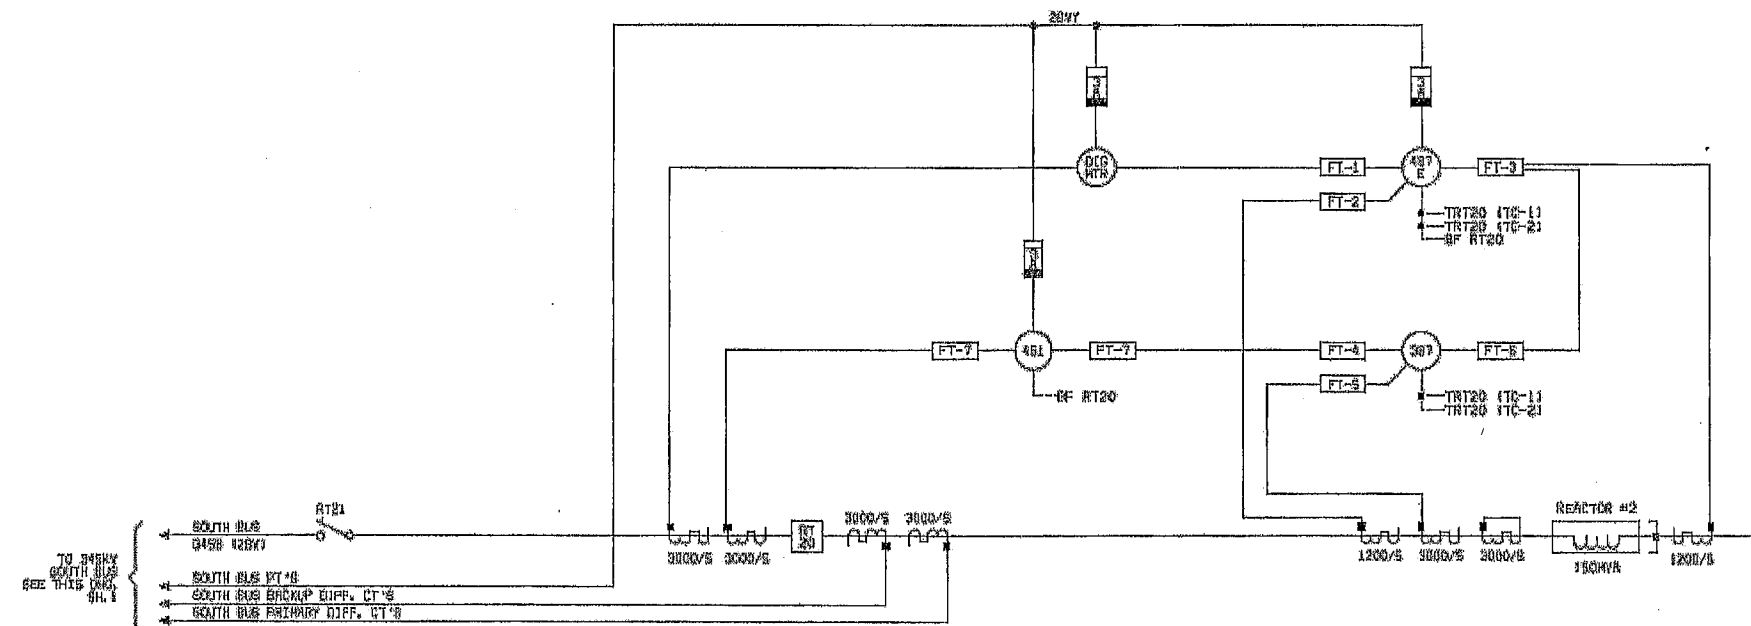 28VY
3A
3A
DIG
MTR
FT-1
487
E
FT-3
FT-2
TRT20 (TC-1)
TRT20 (TC-2)
BF RT20
3A
FT-7
451
FT-7
FT-4
387
FT-6
FT-5
BF RT20
TRT20 (TC-1)
TRT20 (TC-2)
RT21
SOUTH BUS
RT
20
3000/5
3000/5
REACTOR #2
3000/5
3000/5
1200/5
3000/5
3000/5
150MVA
1200/5
TO 345KV
SOUTH BUS
SEE THIS DWG.
SH.1
SOUTH BUS PT'S
SOUTH BUS BACKUP DIFF. CT'S
SOUTH BUS PRIMARY DIFF. CT'S